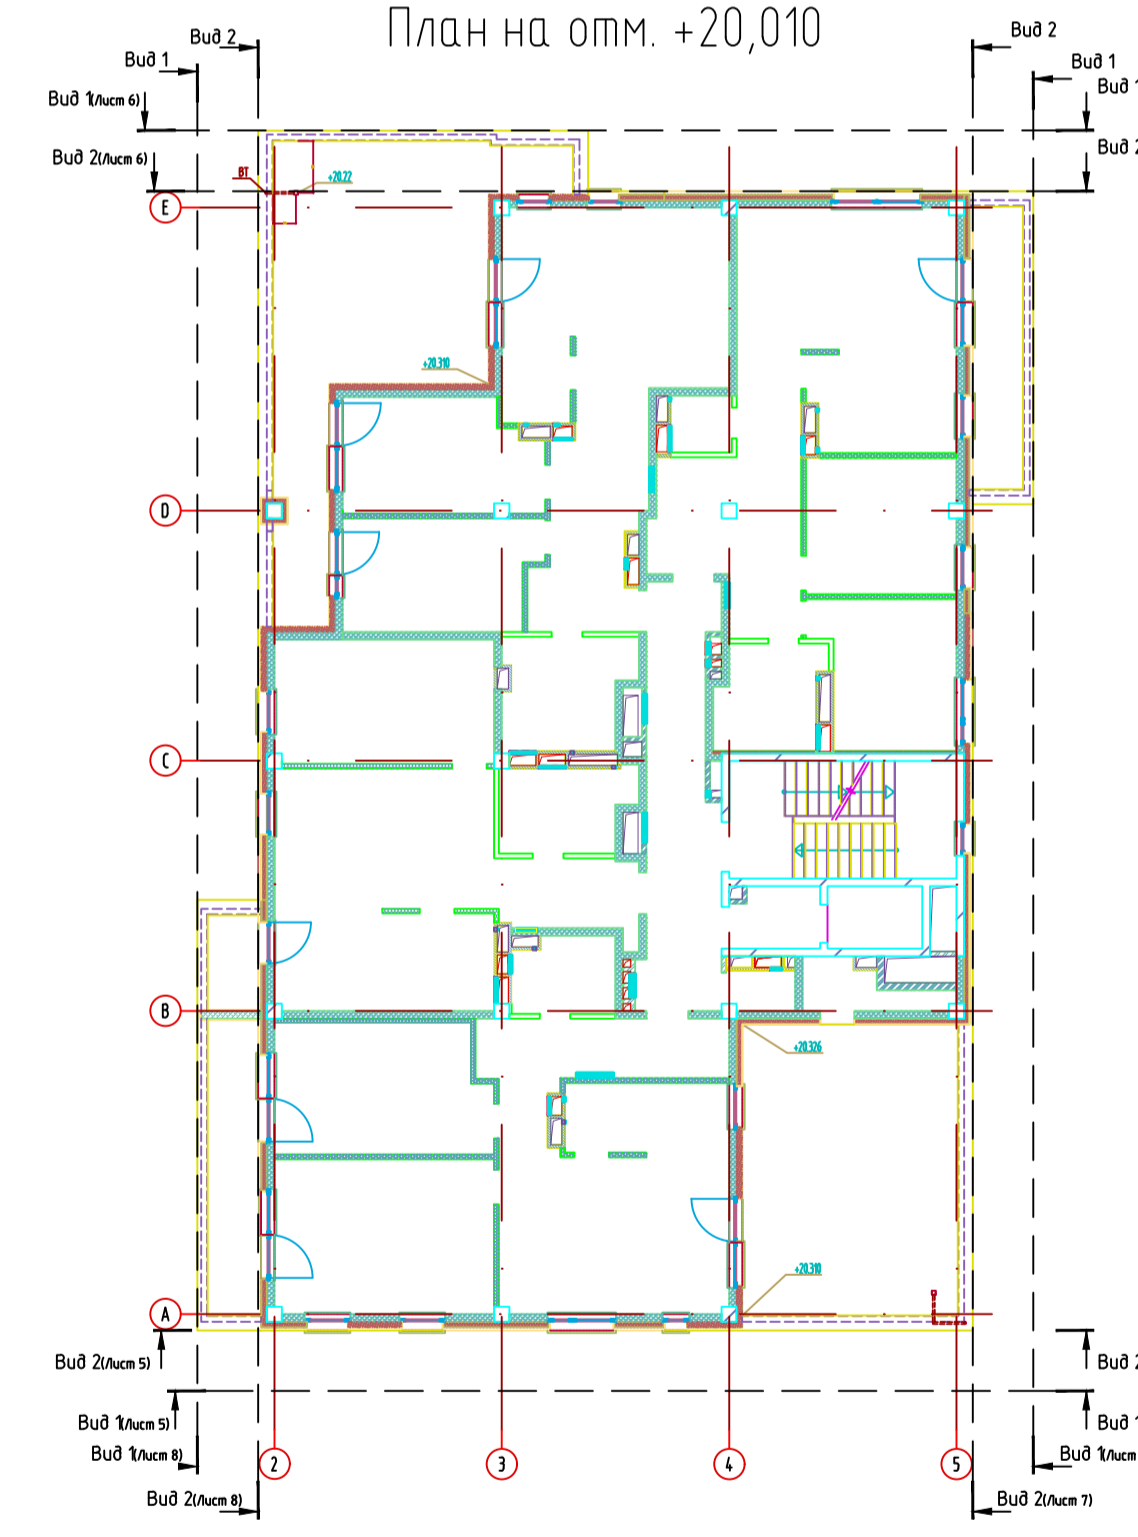 План на отм. +20,010
Вид 2
Вид 2
Вид 1
Вид 1
Вид 1(Лист 6)
Вид 1
Вид 2(Лист 6)
Вид 2
ВТ
+20.22
E
+20.310
D
C
B
+20.326
+20.310
A
Вид 2(Лист 5)
Вид 2
Вид 1(Лист 5)
Вид 1
Вид 1(Лист 8)
Вид 1(Лист
2
3
4
5
Вид 2(Лист 8)
Вид 2(Лист 7)